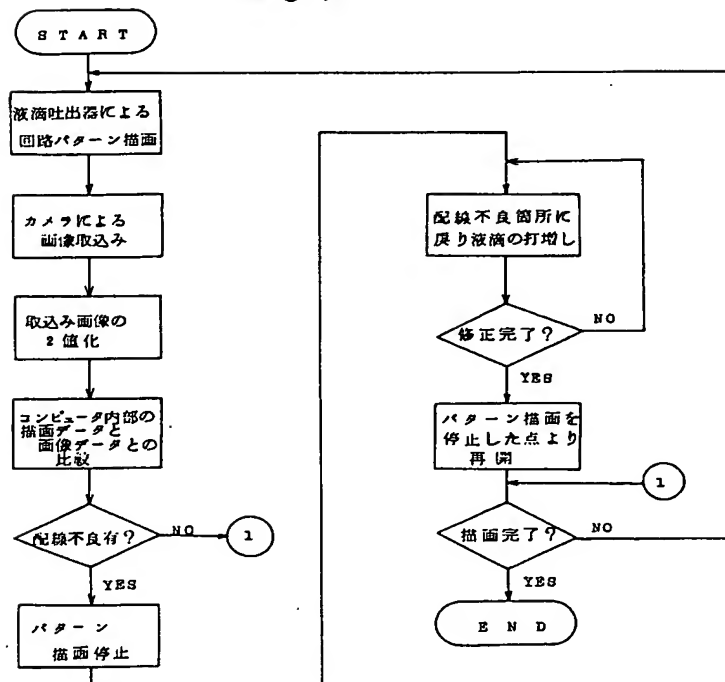 START
液滴吐出器による
回路パターン描画
カメラによる
画像取込み
取込み画像の
2値化
コンピュータ内部の
描画データと
画像データとの
比較
配線不良有?
NO
1
YES
パターン
描画停止
配線不良箇所に
戻り液滴の打増し
修正完了?
NO
YES
パターン描画を
停止した点より
再開
1
描画完了?
NO
YES
END